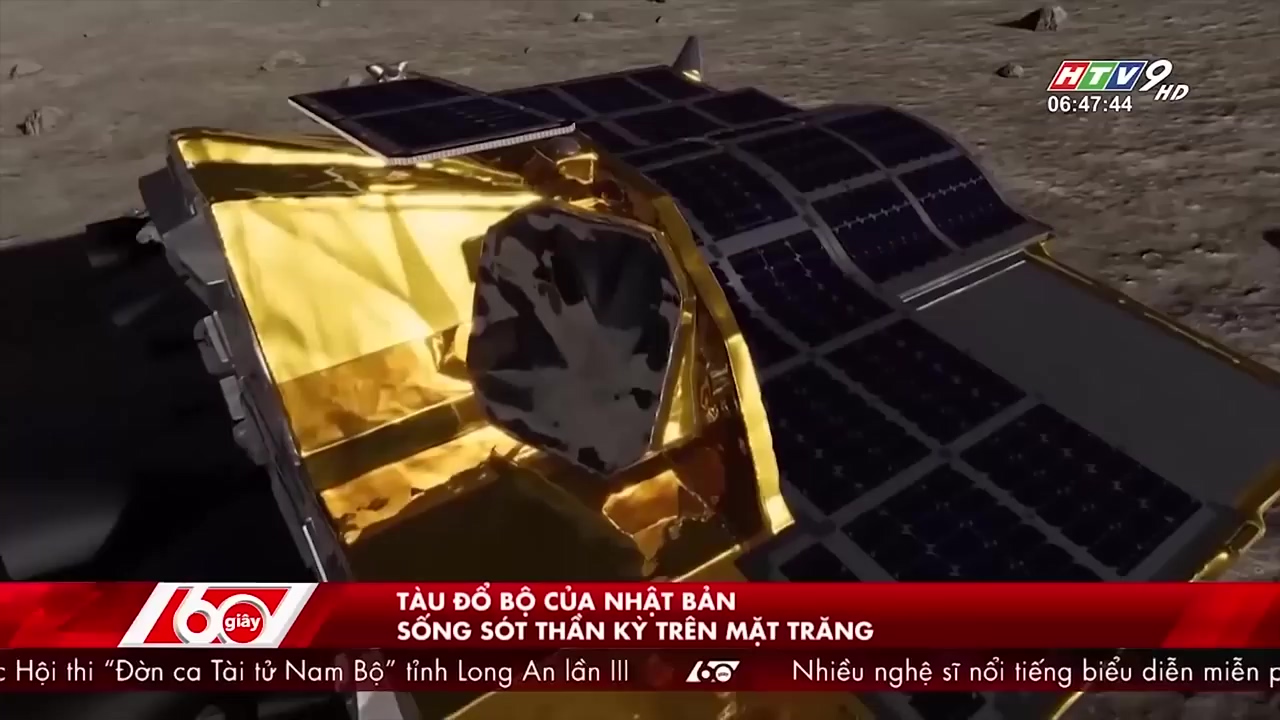 HTV9 HD
06:47:44
60 giây
TÀU ĐỔ BỘ CỦA NHẬT BẢN
SỐNG SÓT THẦN KỲ TRÊN MẶT TRĂNG
Hội thi “Đờn ca Tài tử Nam Bộ” tỉnh Long An lần III 60 giây Nhiều nghệ sĩ nổi tiếng biểu diễn miễn